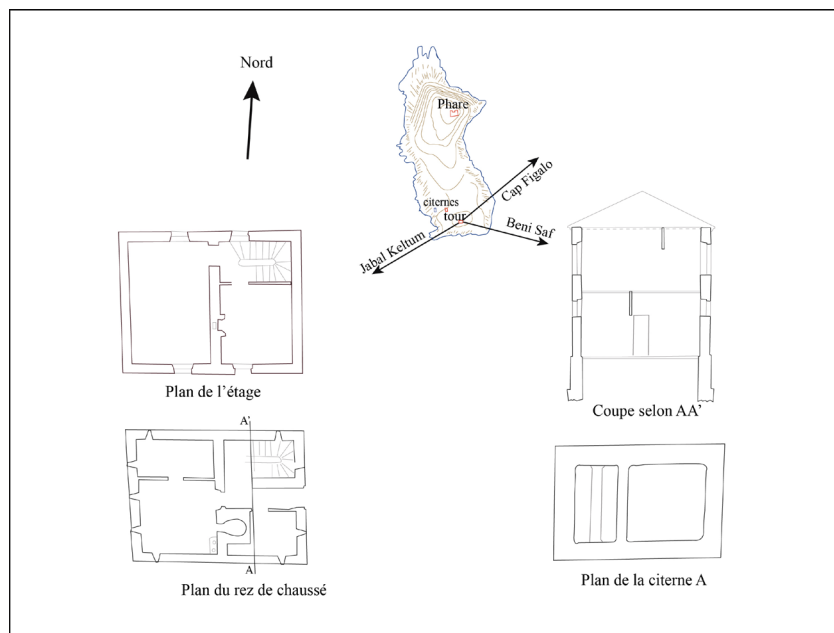 Nord
Phare
Cap Figalo
citernes
tour
Beni Saf
Jabal Keltum
Plan de l'étage
Coupe selon AA'
A'
A
Plan du rez de chaussé
Plan de la citerne A